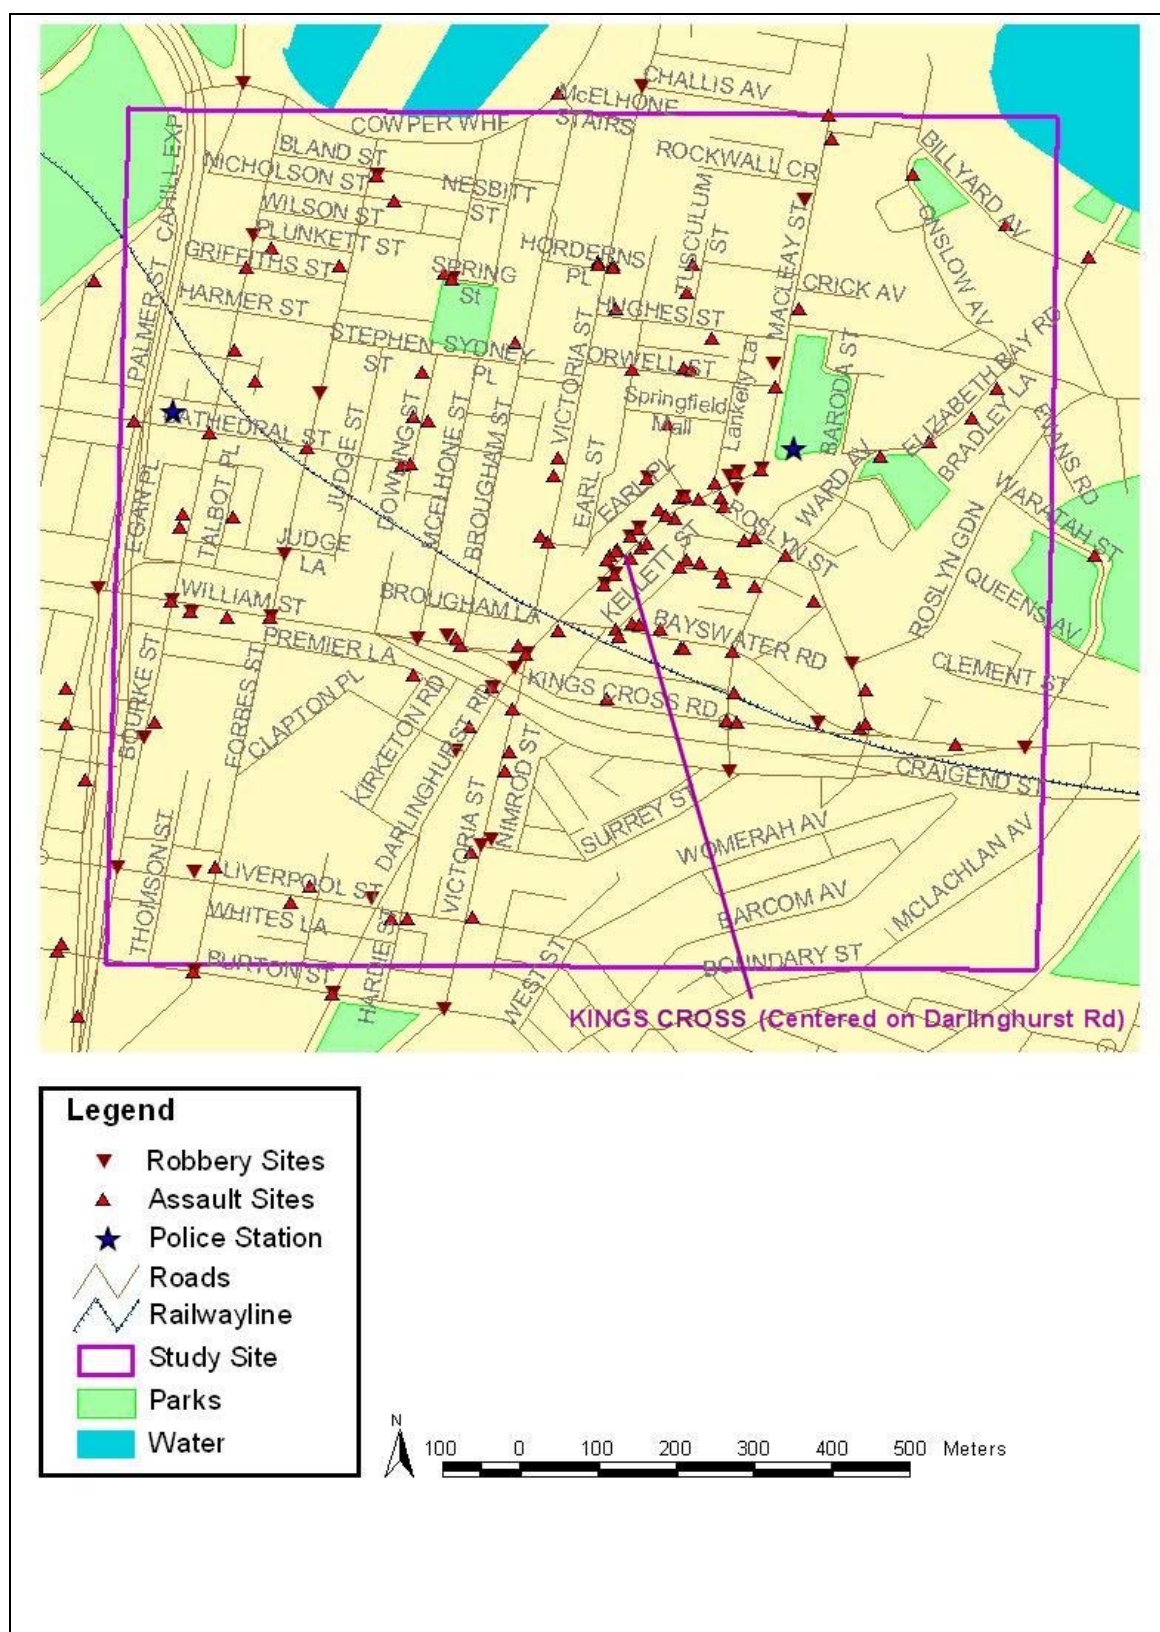 CHALLIS AV
McELHONE
STAIRS
COWPER WHF
CAHILL EXP
BLAND ST
NICHOLSON ST
NESBITT
ST
ROCKWALL CR
BILLYARD AV
WILSON ST
PLUNKETT ST
GRIFFITHS ST
SPRING
St
HORDERNS
PL
TUSCULUM
ST
MACLEAY ST
ONSLOW AV
CRICK AV
HARMER ST
PALMER ST
HUGHES ST
STEPHEN
ST
SYDNEY
PL
VICTORIA ST
ORWELL ST
Lankelly La
BARODA ST
ELIZABETH BAY RD
Springfield
Mall
BRADLEY LA
EVANS RD
CATHEDRAL ST
JUDGE ST
DOWLING ST
MCELHONE ST
BROUGHAM ST
EARL ST
EARL PL
WARD AV
WARATAH ST
EGAN PL
TALBOT PL
JUDGE
LA
ROSLYN ST
ROSLYN GDN
QUEENS AV
KELLETT ST
WILLIAM ST
BROUGHAM LA
BAYSWATER RD
PREMIER LA
CLEMENT ST
BOURKE ST
FORBES ST
CLAPTON PL
KIRKETON RD
DARLINGHURST RD
KINGS CROSS RD
CRAIGEND ST
VICTORIA ST
NIMROD ST
SURREY ST
WOMERAH AV
MCLACHLAN AV
THOMSON ST
LIVERPOOL ST
WHITES LA
BARCOM AV
BURTON ST
HARDIE ST
WEST ST
BOUNDARY ST
KINGS CROSS (Centered on Darlinghurst Rd)
Legend
Robbery Sites
Assault Sites
Police Station
Roads
Railwayline
Study Site
Parks
Water
N
100 0 100 200 300 400 500 Meters